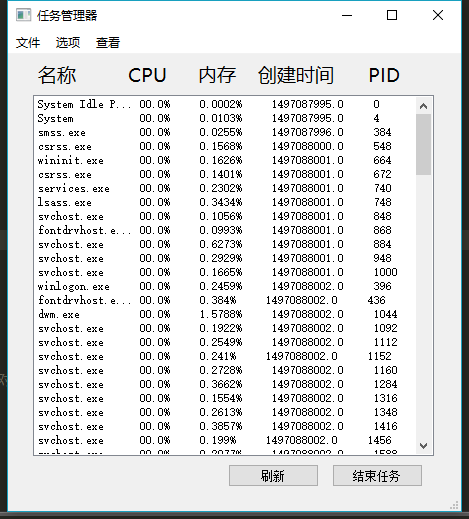 任务管理器
文件 选项 查看
名称 CPU 内存 创建时间 PID
System Idle P... 00.0% 0.0002% 1497087995.0 0
System 00.0% 0.0103% 1497087995.0 4
smss.exe 00.0% 0.0255% 1497087996.0 384
csrss.exe 00.0% 0.1568% 1497088000.0 548
wininit.exe 00.0% 0.1626% 1497088001.0 664
csrss.exe 00.0% 0.1401% 1497088001.0 672
services.exe 00.0% 0.2302% 1497088001.0 740
lsass.exe 00.0% 0.3434% 1497088001.0 748
svchost.exe 00.0% 0.1056% 1497088001.0 848
fontdrvhost.e... 00.0% 0.0993% 1497088001.0 868
svchost.exe 00.0% 0.6273% 1497088001.0 884
svchost.exe 00.0% 0.2929% 1497088001.0 948
svchost.exe 00.0% 0.1665% 1497088001.0 1000
winlogon.exe 00.0% 0.2459% 1497088002.0 396
fontdrvhost.e... 00.0% 0.384% 1497088002.0 436
dwm.exe 00.0% 1.5788% 1497088002.0 1044
svchost.exe 00.0% 0.1922% 1497088002.0 1092
svchost.exe 00.0% 0.2549% 1497088002.0 1112
svchost.exe 00.0% 0.241% 1497088002.0 1152
svchost.exe 00.0% 0.2728% 1497088002.0 1160
svchost.exe 00.0% 0.3662% 1497088002.0 1284
svchost.exe 00.0% 0.1554% 1497088002.0 1316
svchost.exe 00.0% 0.2613% 1497088002.0 1348
svchost.exe 00.0% 0.3857% 1497088002.0 1416
svchost.exe 00.0% 0.199% 1497088002.0 1456
svchost.exe 00.0% 0.2077% 1497088002.0 1588
刷新 结束任务